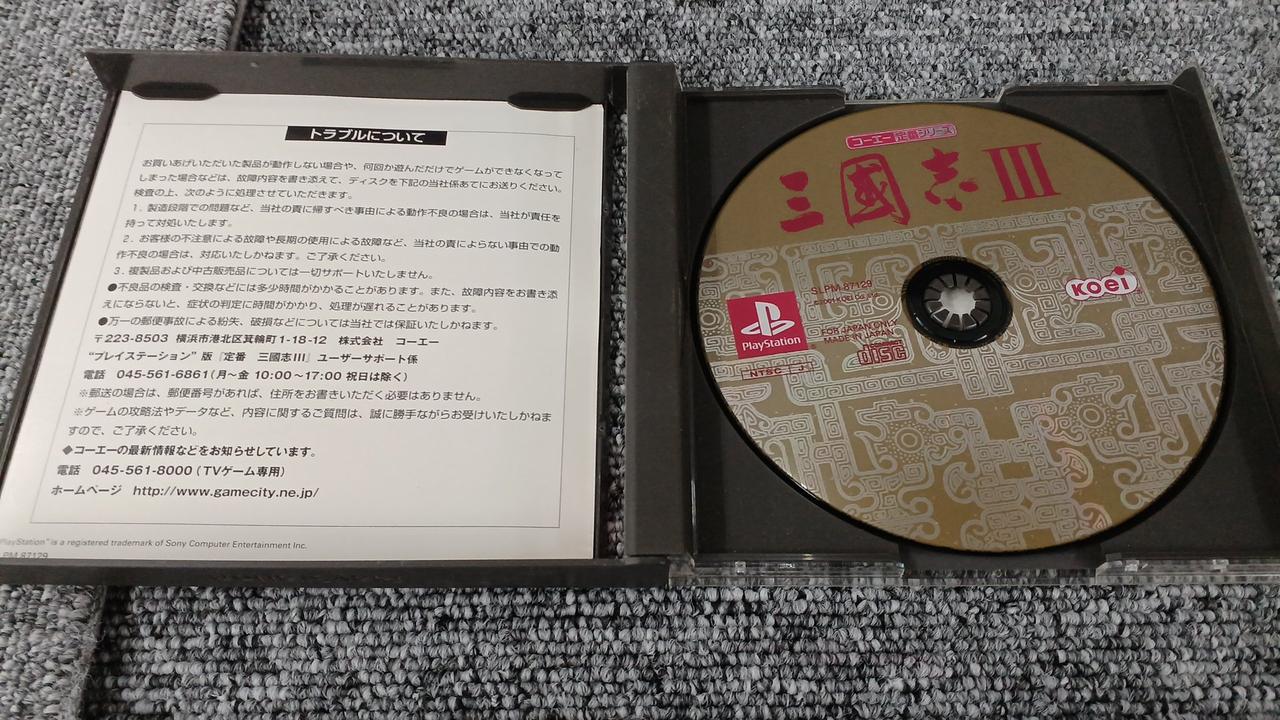 トラブルについて
お買いあげいただいた製品が動作しない場合や、何回か遊んだだけでゲームができなくなって
しまった場合などは、故障内容を書き添えて、ディスクを下記の当社係あてにお送りください。
検査の上、次のように処理させていただきます。
1. 製造段階での問題など、当社の責に帰すべき事由による動作不良の場合は、当社が責任を
持って対処いたします。
2. お客様の不注意による故障や長期の使用による故障など、当社の責によらない事由での動
作不良の場合は、対応いたしかねます。ご了承ください。
3. 複製品および中古販売品については一切サポートいたしません。
●不良品の検査・交換などには多少時間がかかることがあります。また、故障内容をお書き添
えにならないと、症状の判定に時間がかかり、処理が遅れることがあります。
●万一の郵便事故による紛失、破損などについては当社では保証いたしかねます。
〒223-8503 横浜市港北区箕輪町1-18-12 株式会社 コーエー
“プレイステーション” 版『定番 三國志III』ユーザーサポート係
電話 045-561-6861(月~金 10:00~17:00 祝日は除く)
※郵送の場合は、郵便番号があれば、住所をお書きいただく必要はありません。
※ゲームの攻略法やデータなど、内容に関するご質問は、誠に勝手ながらお受けいたしかねま
すので、ご了承ください。
◆コーエーの最新情報などをお知らせしています。
電話 045-561-8000(TVゲーム専用)
ホームページ http://www.gamecity.ne.jp/
PlayStation" is a registered trademark of Sony Computer Entertainment Inc.
PM 87129
コーエー定番シリーズ
三國志III
SLPM-87129
FOR JAPAN ONLY
MADE IN JAPAN
PlayStation
NTSC J
disc
KOEI